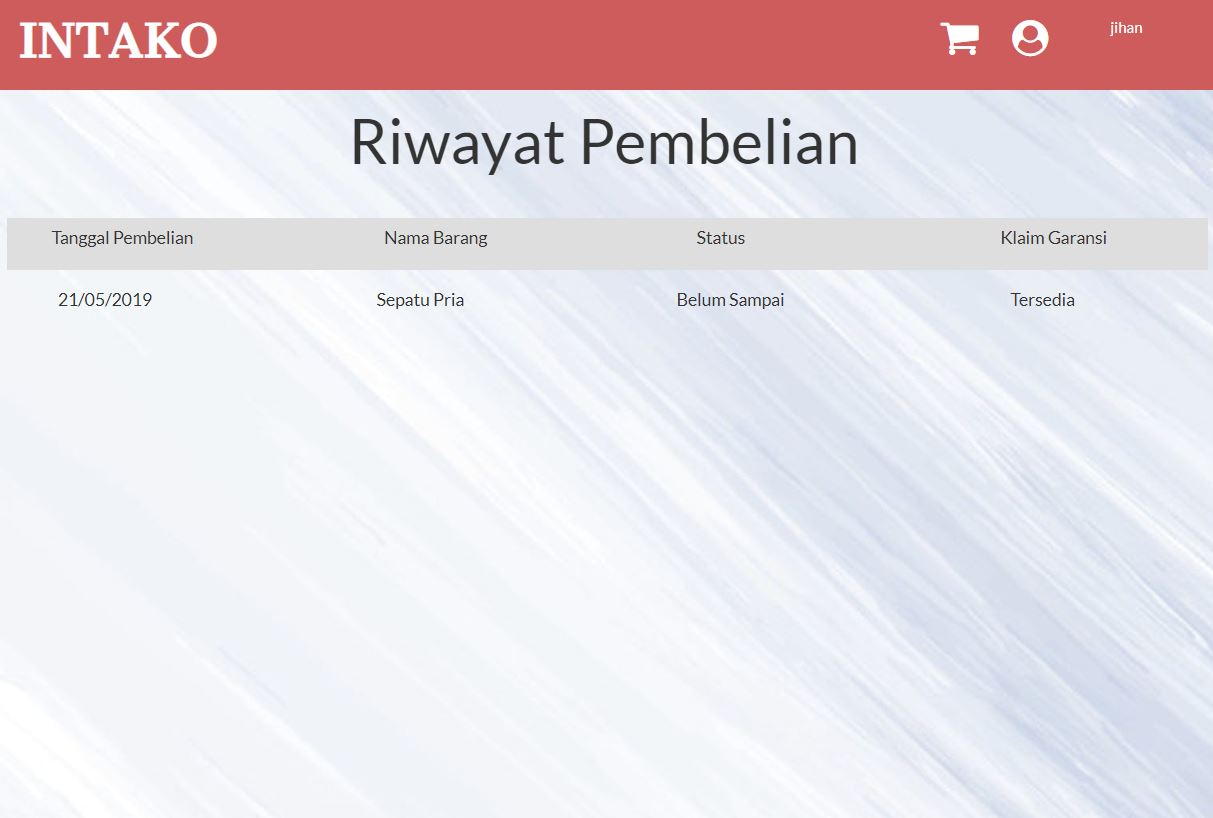 INTAKO
jihan
Riwayat Pembelian
Tanggal Pembelian Nama Barang Status Klaim Garansi
21/05/2019 Sepatu Pria Belum Sampai Tersedia